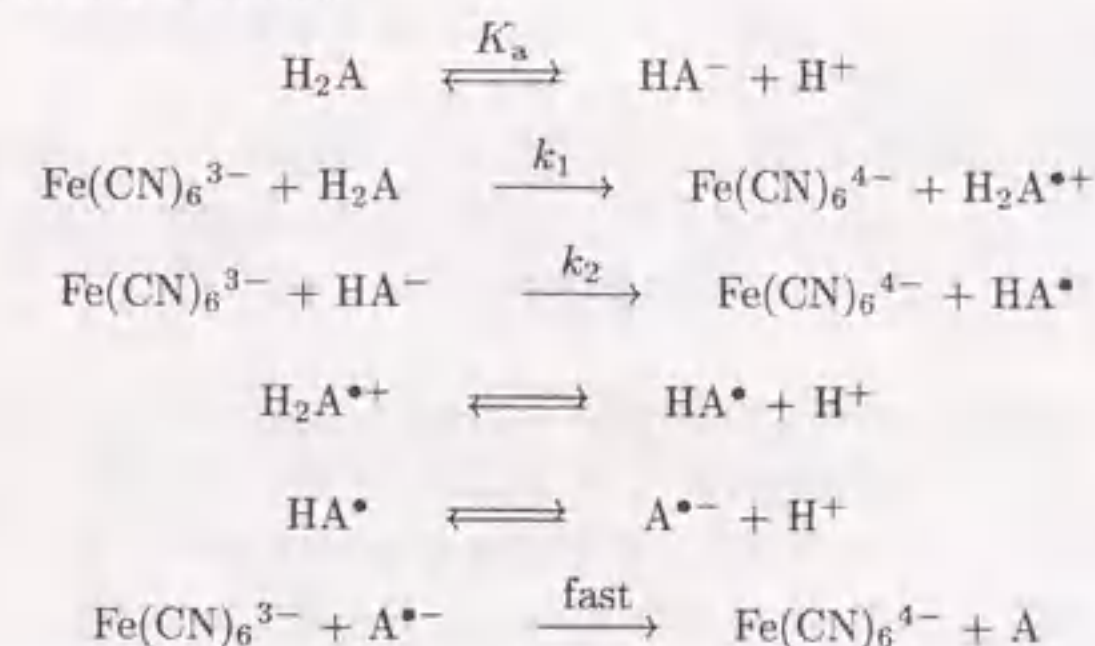 H₂A ⇌ Kₐ HA⁻ + H⁺
Fe(CN)₆³⁻ + H₂A → k₁ Fe(CN)₆⁴⁻ + H₂A•⁺
Fe(CN)₆³⁻ + HA⁻ → k₂ Fe(CN)₆⁴⁻ + HA•
H₂A•⁺ ⇌ HA• + H⁺
HA• ⇌ A•⁻ + H⁺
Fe(CN)₆³⁻ + A•⁻ → fast Fe(CN)₆⁴⁻ + A